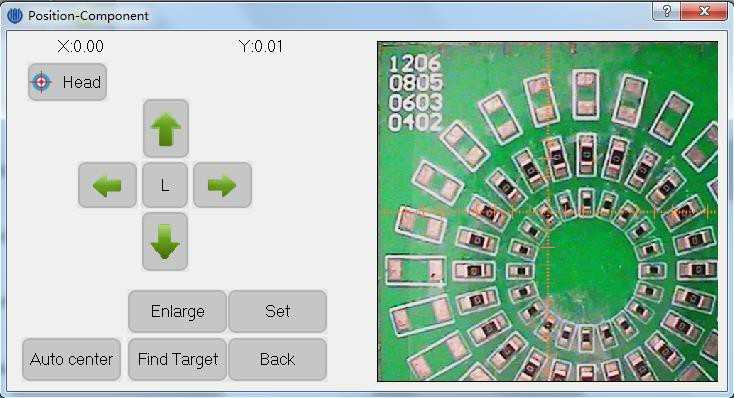 Position-Component
X:0.00 Y:0.01
Head
L
Enlarge Set
Auto center Find Target Back
1206
0805
0603
0402